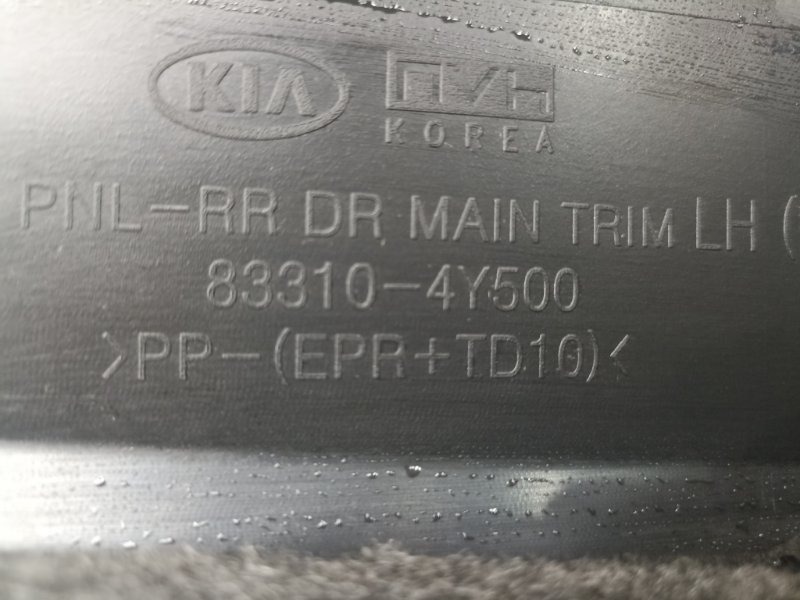 KIA
KOREA
PNL-RR DR MAIN TRIM LH (
83310-4Y500
>PP-(EPR+TD10)<